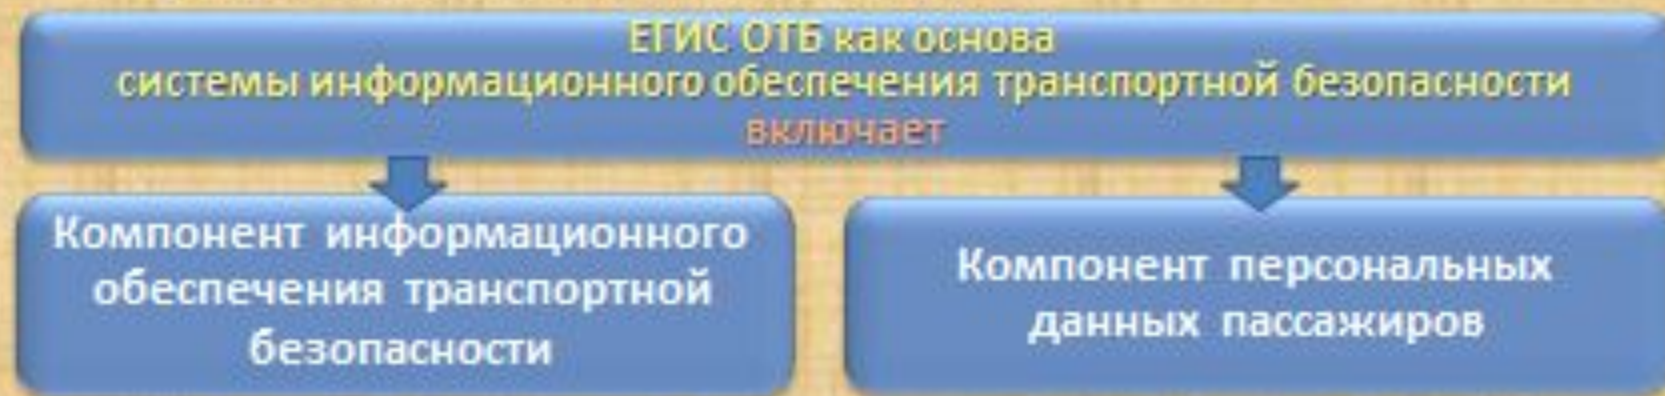 ЕГИС ОТБ как основа
системы информационного обеспечения транспортной безопасности
включает
Компонент информационного
обеспечения транспортной
безопасности
Компонент персональных
данных пассажиров